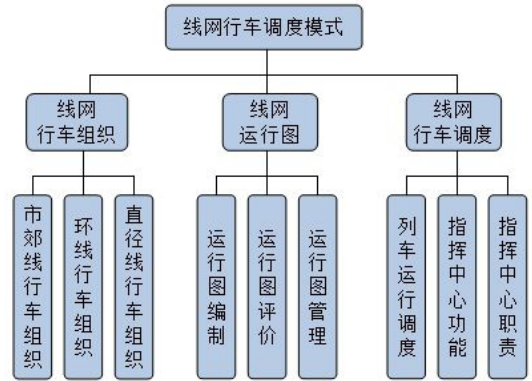 线网行车调度模式
线网
行车组织
线网
运行图
线网
行车调度
市郊线行车组织
环线行车组织
直径线行车组织
运行图编制
运行图评价
运行图管理
列车运行调度
指挥中心功能
指挥中心职责